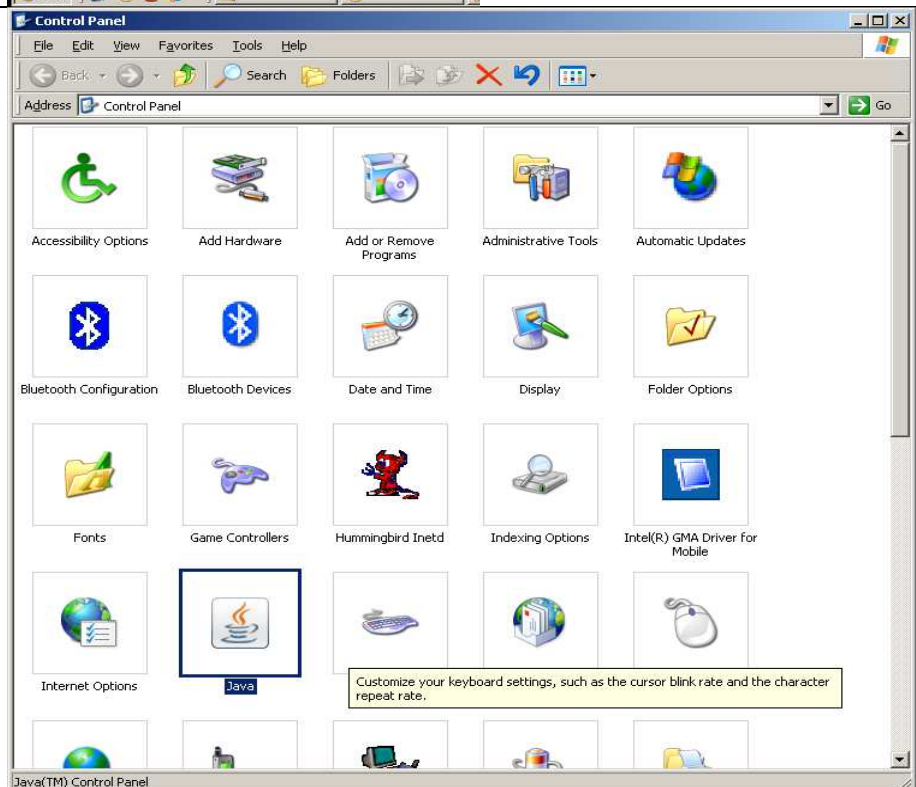 Control Panel
File Edit View Favorites Tools Help
Back Search Folders
Address Control Panel Go
Accessibility Options Add Hardware Add or Remove Administrative Tools Automatic Updates
Programs
Bluetooth Configuration Bluetooth Devices Date and Time Display Folder Options
Fonts Game Controllers Hummingbird Inetd Indexing Options Intel(R) GMA Driver for
Mobile
Internet Options Java
Customize your keyboard settings, such as the cursor blink rate and the character
repeat rate.
Java(TM) Control Panel